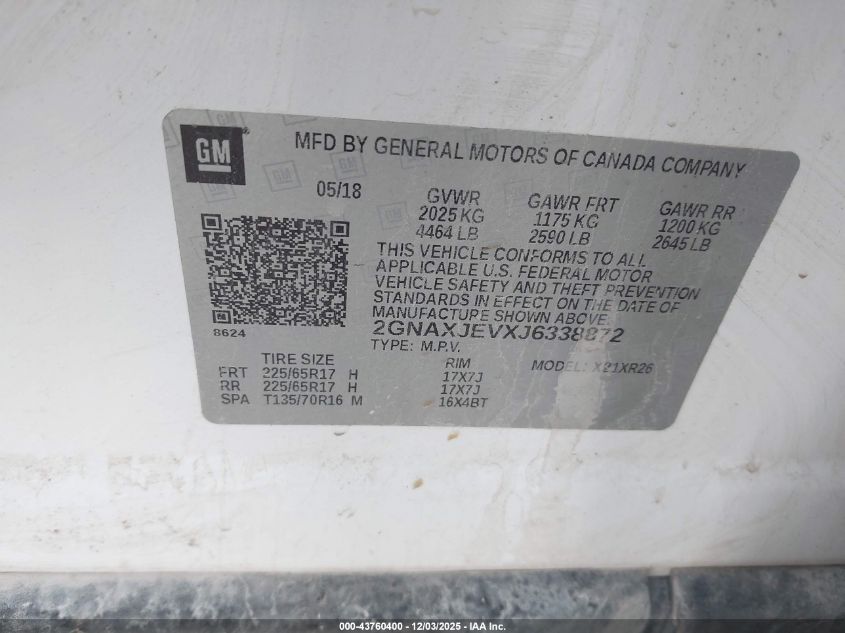 GM
MFD BY GENERAL MOTORS OF CANADA COMPANY
05/18 GVWR GAWR FRT GAWR RR
2025 KG 1175 KG 1200 KG
4464 LB 2590 LB 2645 LB
THIS VEHICLE CONFORMS TO ALL
APPLICABLE U.S. FEDERAL MOTOR
VEHICLE SAFETY AND THEFT PREVENTION
STANDARDS IN EFFECT ON THE DATE OF
MANUFACTURE SHOWN ABOVE.
8624 2GNAXJEVXJ6338872
TYPE: M.P.V. MODEL: X21XR26
TIRE SIZE RIM
FRT 225/65R17 H 17X7J
RR 225/65R17 H 17X7J
SPA T135/70R16 M 16X4BT
000-43760400 - 12/03/2025 - IAA Inc.